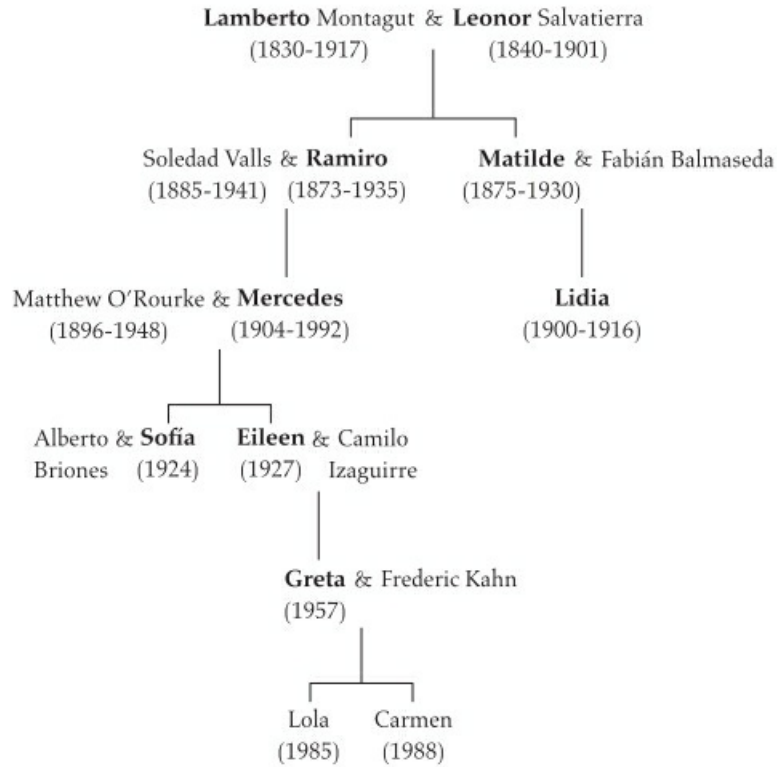 Lamberto Montagut & Leonor Salvatierra
(1830-1917) (1840-1901)
Soledad Valls & Ramiro Matilde & Fabián Balmaseda
(1885-1941) (1873-1935) (1875-1930)
Matthew O'Rourke & Mercedes Lidia
(1896-1948) (1904-1992) (1900-1916)
Alberto & Sofía Eileen & Camilo
Briones (1924) (1927) Izaguirre
Greta & Frederic Kahn
(1957)
Lola Carmen
(1985) (1988)